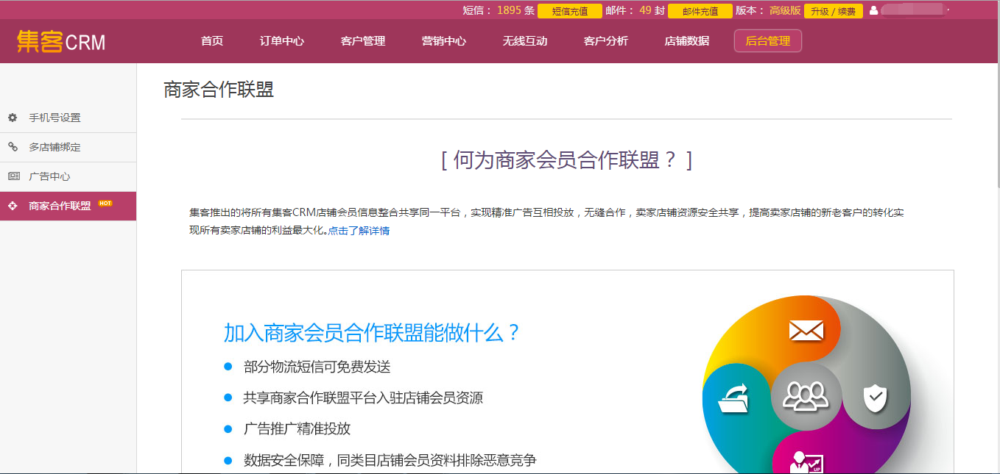 短信： 1895 条 短信充值 邮件： 49 封 邮件充值 版本： 高级版 升级 / 续费
集客CRM 首页 订单中心 客户管理 营销中心 无线互动 客户分析 店铺数据 后台管理
商家合作联盟
手机号设置
多店铺绑定
广告中心
商家合作联盟 HOT
[ 何为商家会员合作联盟？ ]
集客推出的将所有集客CRM店铺会员信息整合共享同一平台，实现精准广告互相投放，无缝合作，卖家店铺资源安全共享，提高卖家店铺的新老客户的转化实
现所有卖家店铺的利益最大化。点击了解详情
加入商家会员合作联盟能做什么？
部分物流短信可免费发送
共享商家合作联盟平台入驻店铺会员资源
广告推广精准投放
数据安全保障，同类目店铺会员资料排除恶意竞争
UP